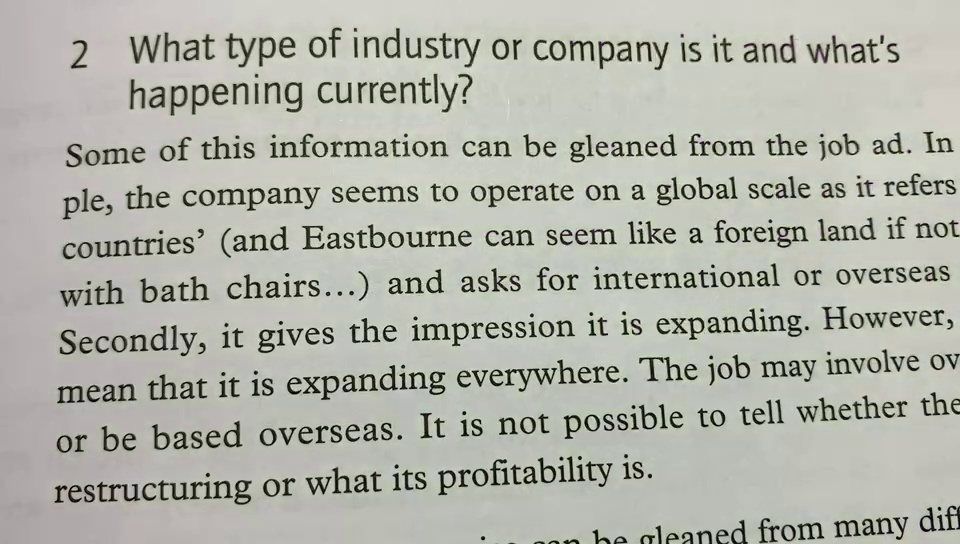 2 What type of industry or company is it and what's
happening currently?
Some of this information can be gleaned from the job ad. In
ple, the company seems to operate on a global scale as it refers
countries’ (and Eastbourne can seem like a foreign land if not
with bath chairs...) and asks for international or overseas
Secondly, it gives the impression it is expanding. However,
mean that it is expanding everywhere. The job may involve ov
or be based overseas. It is not possible to tell whether the
restructuring or what its profitability is.
can be gleaned from many diff